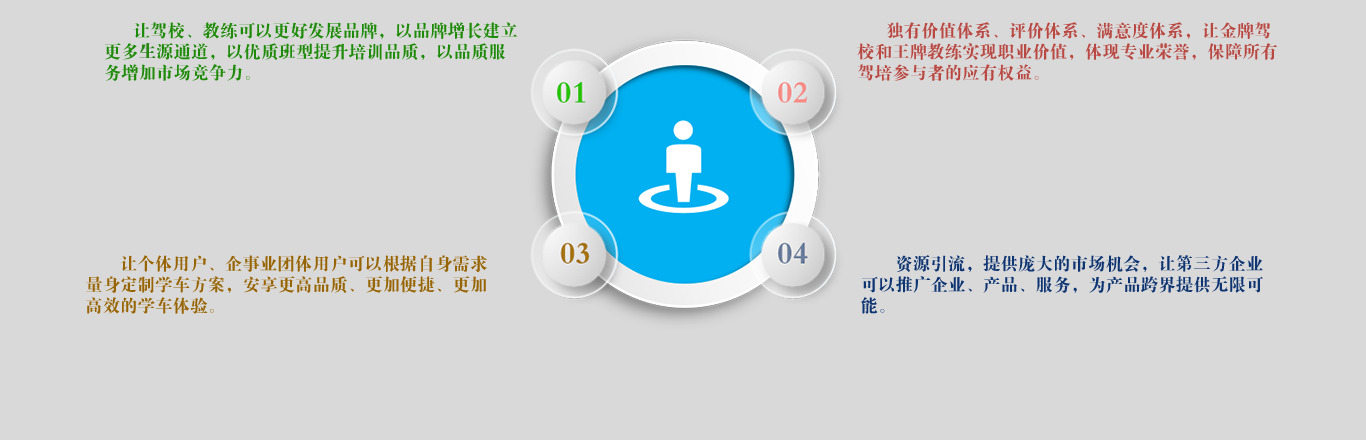 让驾校、教练可以更好发展品牌，以品牌增长建立
更多生源通道，以优质班型提升培训品质，以品质服
务增加市场竞争力。
01
独有价值体系、评价体系、满意度体系，让金牌驾
校和王牌教练实现职业价值，体现专业荣誉，保障所有
驾培参与者的应有权益。
02
让个体用户、企事业团体用户可以根据自身需求
量身定制学车方案，安享更高品质、更加便捷、更加
高效的学车体验。
03
资源引流，提供庞大的市场机会，让第三方企业
可以推广企业、产品、服务，为产品跨界提供无限可
能。
04